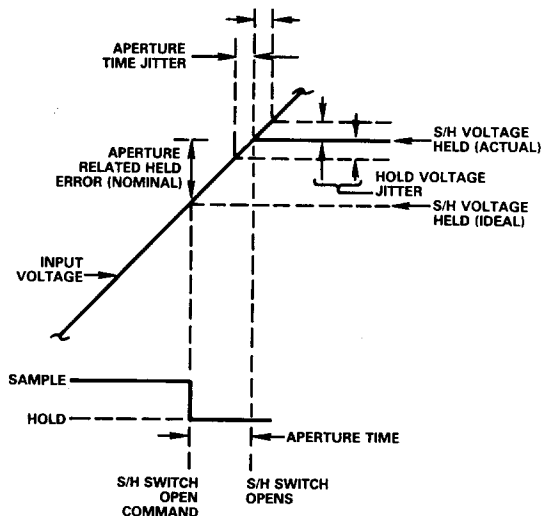 APERTURE
TIME JITTER
APERTURE
RELATED HELD
ERROR (NOMINAL)
S/H VOLTAGE
HELD (ACTUAL)
HOLD VOLTAGE
JITTER
S/H VOLTAGE
HELD (IDEAL)
INPUT
VOLTAGE
SAMPLE
HOLD
APERTURE TIME
S/H SWITCH
OPEN
COMMAND
S/H SWITCH
OPENS